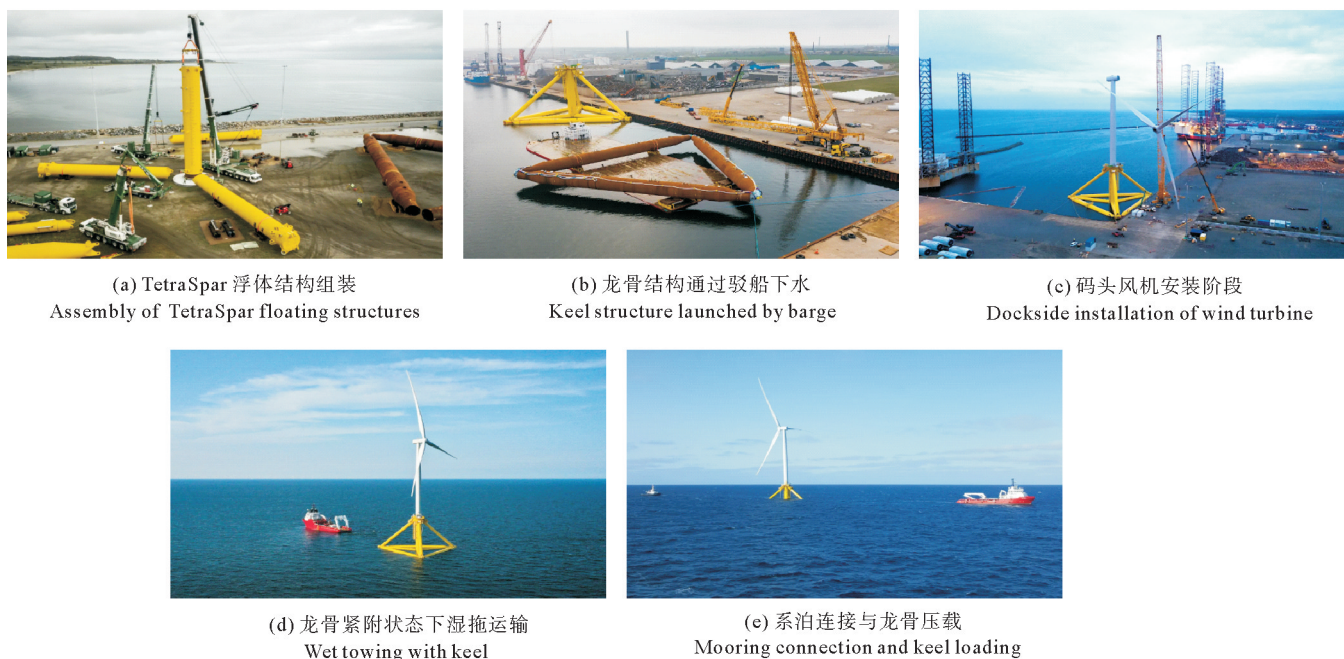 (a) TetraSpar 浮体结构组装
Assembly of TetraSpar floating structures
(b) 龙骨结构通过驳船下水
Keel structure launched by barge
(c) 码头风机安装阶段
Dockside installation of wind turbine
(d) 龙骨紧附状态下湿拖运输
Wet towing with keel
(e) 系泊连接与龙骨压载
Mooring connection and keel loading